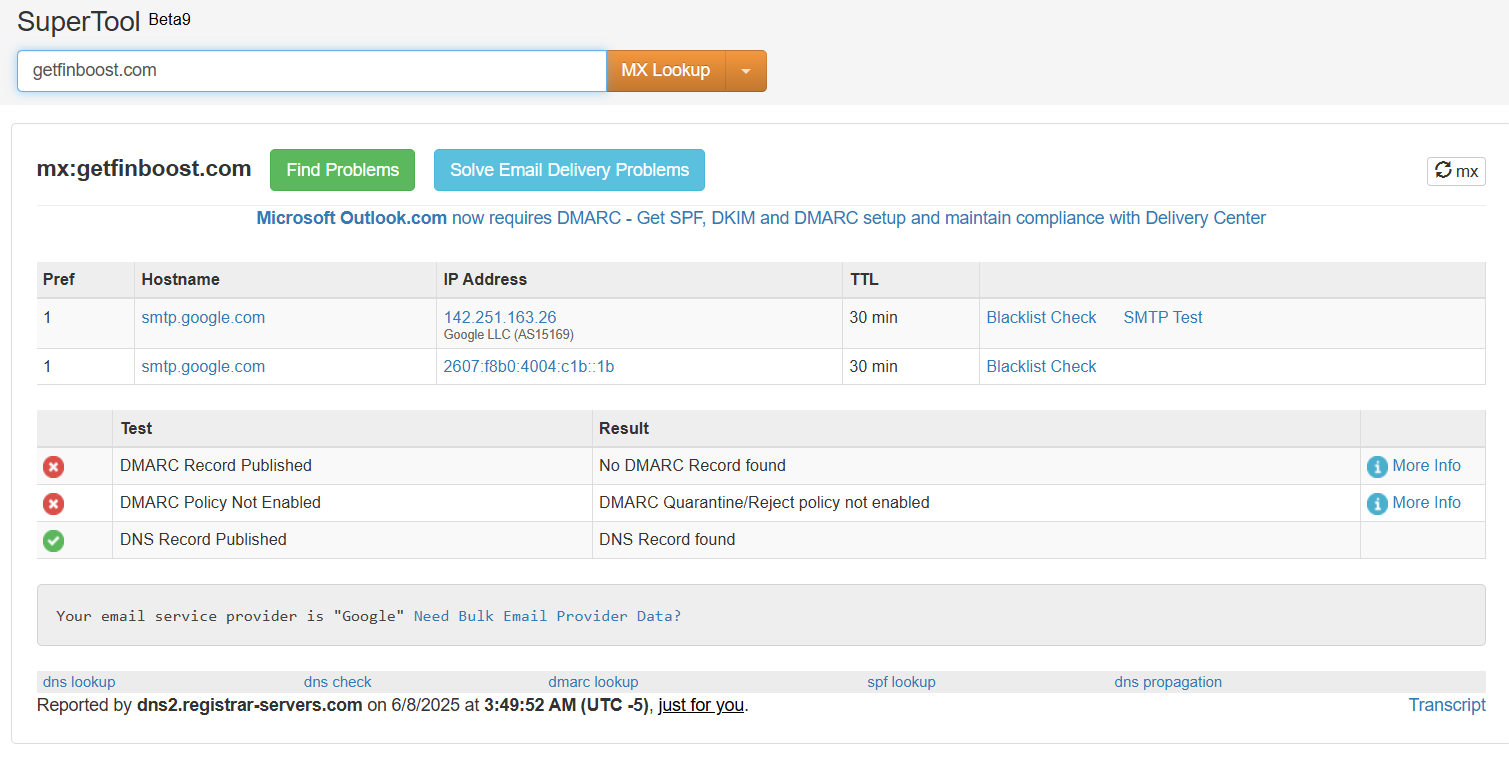 SuperTool Beta9
getfinboost.com MX Lookup
mx:getfinboost.com Find Problems Solve Email Delivery Problems mx
Microsoft Outlook.com now requires DMARC - Get SPF, DKIM and DMARC setup and maintain compliance with Delivery Center
Pref Hostname IP Address TTL
1 smtp.google.com 142.251.163.26 30 min Blacklist Check SMTP Test
Google LLC (AS15169)
1 smtp.google.com 2607:f8b0:4004:c1b::1b 30 min Blacklist Check
Test Result
DMARC Record Published No DMARC Record found More Info
DMARC Policy Not Enabled DMARC Quarantine/Reject policy not enabled More Info
DNS Record Published DNS Record found
Your email service provider is "Google" Need Bulk Email Provider Data?
dns lookup dns check dmarc lookup spf lookup dns propagation
Reported by dns2.registrar-servers.com on 6/8/2025 at 3:49:52 AM (UTC -5), just for you. Transcript